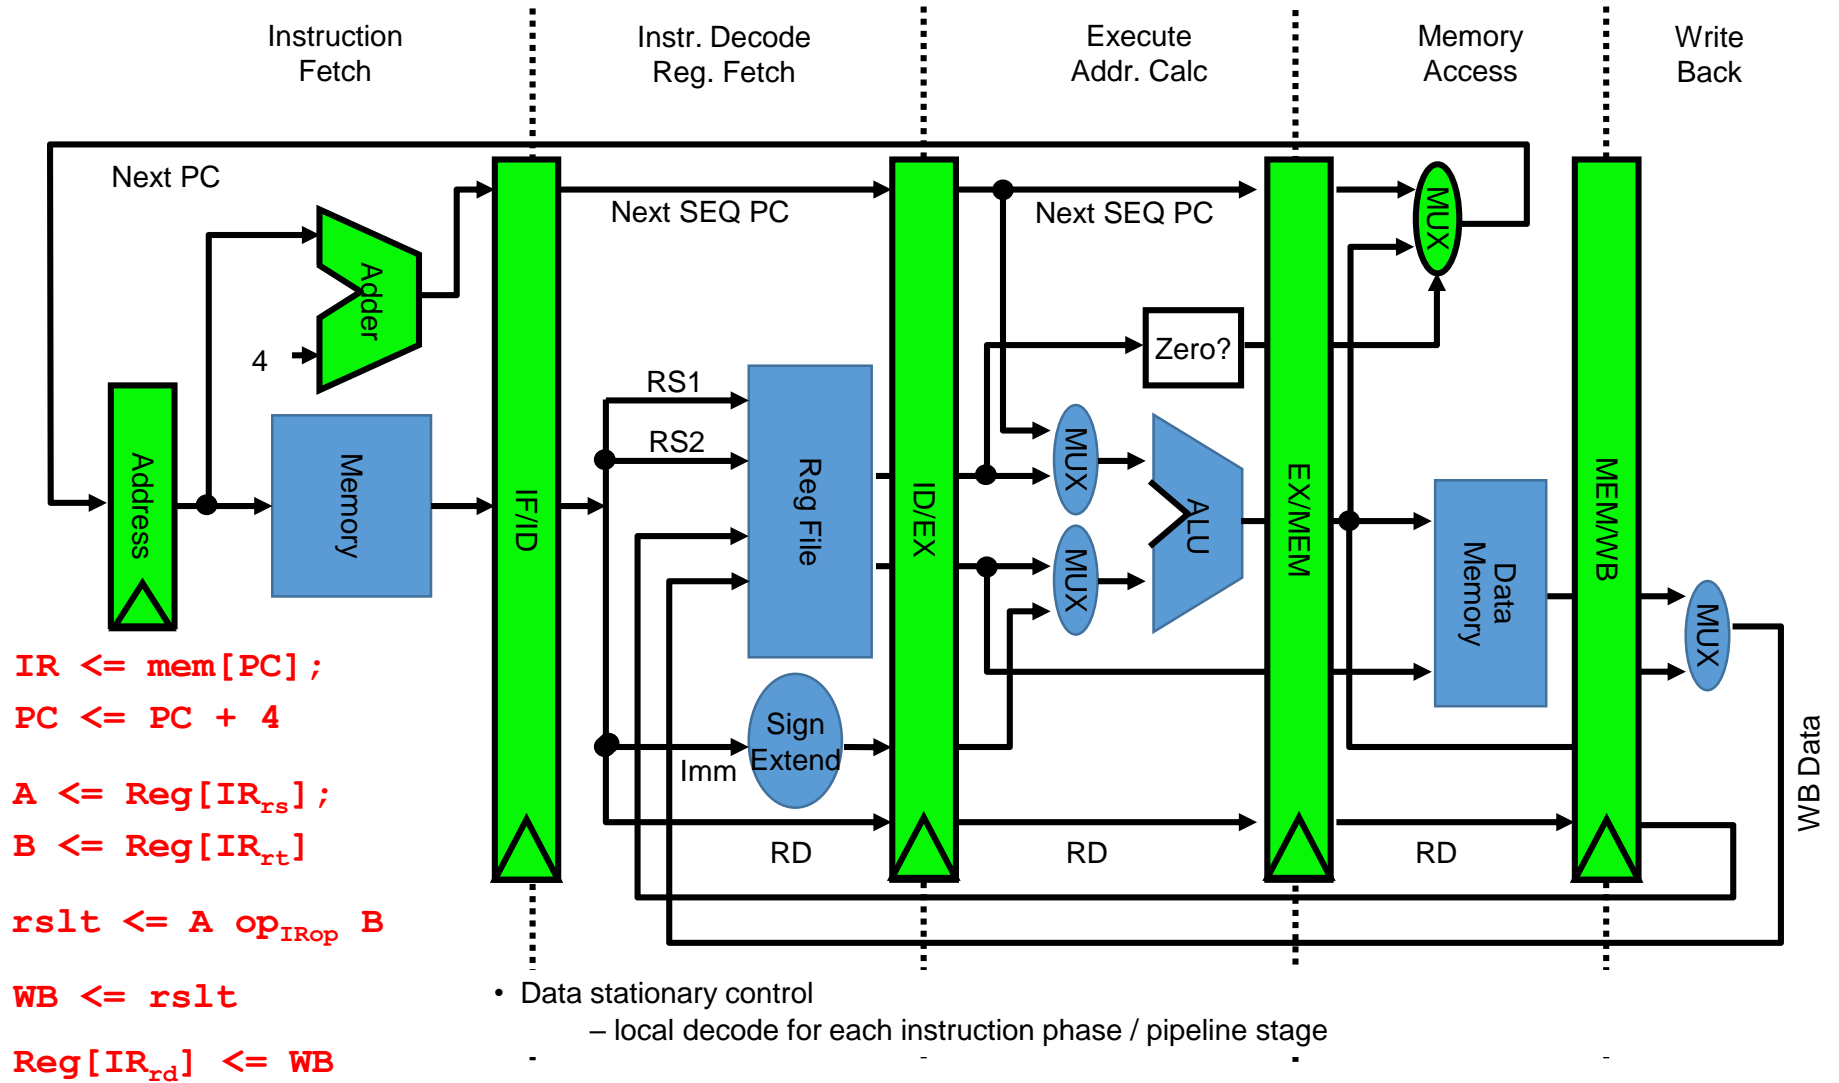 Instruction
Fetch
Instr. Decode
Reg. Fetch
Execute
Addr. Calc
Memory
Access
Write
Back
Next PC
Next SEQ PC
Next SEQ PC
MUX
Adder
4
Zero?
RS1
RS2
Address
Memory
IF/ID
Reg File
ID/EX
MUX
MUX
ALU
EX/MEM
Data
Memory
MEM/WB
MUX
Sign
Extend
Imm
RD
RD
RD
WB Data
IR <= mem[PC];
PC <= PC + 4
A <= Reg[IRrs];
B <= Reg[IRrt]
rslt <= A opIRop B
WB <= rslt
Reg[IRrd] <= WB
• Data stationary control
– local decode for each instruction phase / pipeline stage